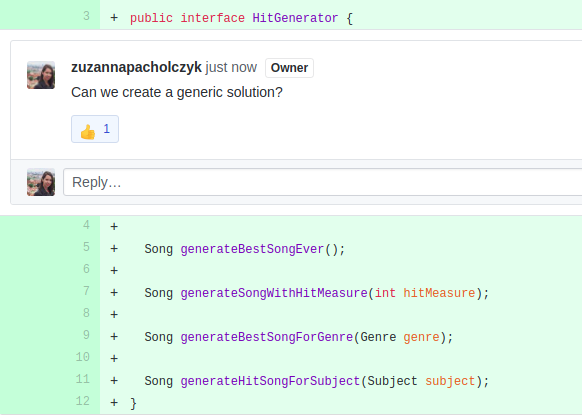 3 + public interface HitGenerator {
zuzannapacholczyk just now Owner
Can we create a generic solution?
👍 1
Reply…
4 +
5 + Song generateBestSongEver();
6 +
7 + Song generateSongWithHitMeasure(int hitMeasure);
8 +
9 + Song generateBestSongForGenre(Genre genre);
10 +
11 + Song generateHitSongForSubject(Subject subject);
12 + }